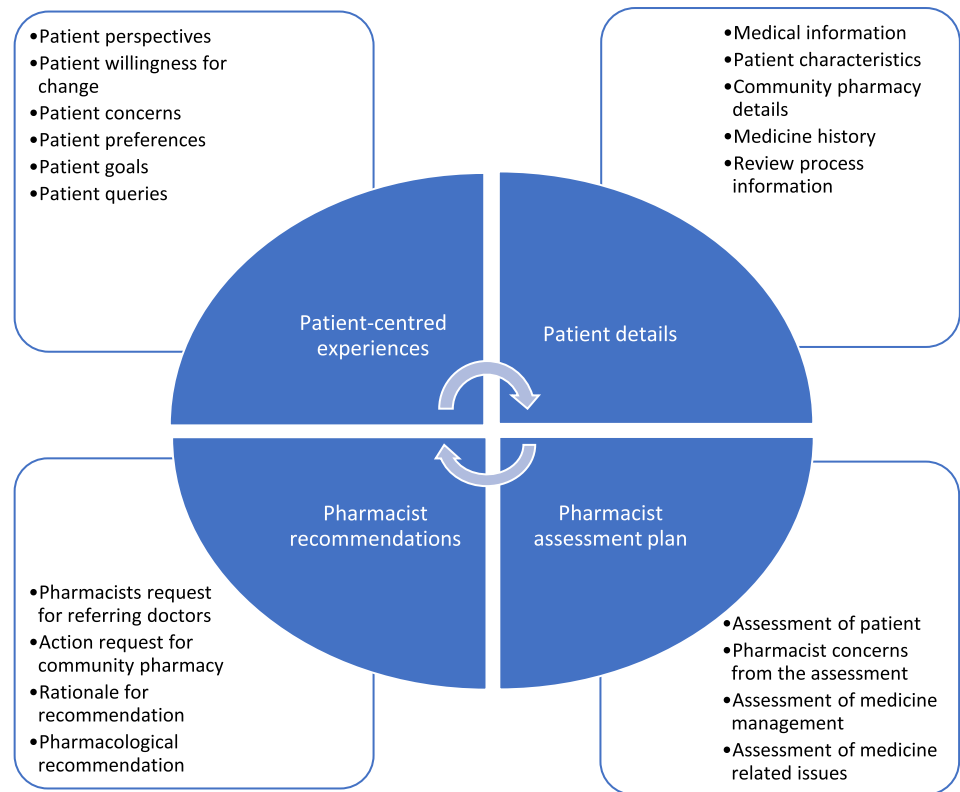 •Patient perspectives
•Patient willingness for
change
•Patient concerns
•Patient preferences
•Patient goals
•Patient queries
•Medical information
•Patient characteristics
•Community pharmacy
details
•Medicine history
•Review process
information
Patient-centred
experiences
Patient details
Pharmacist
recommendations
Pharmacist
assessment plan
•Pharmacists request
for referring doctors
•Action request for
community pharmacy
•Rationale for
recommendation
•Pharmacological
recommendation
•Assessment of patient
•Pharmacist concerns
from the assessment
•Assessment of medicine
management
•Assessment of medicine
related issues